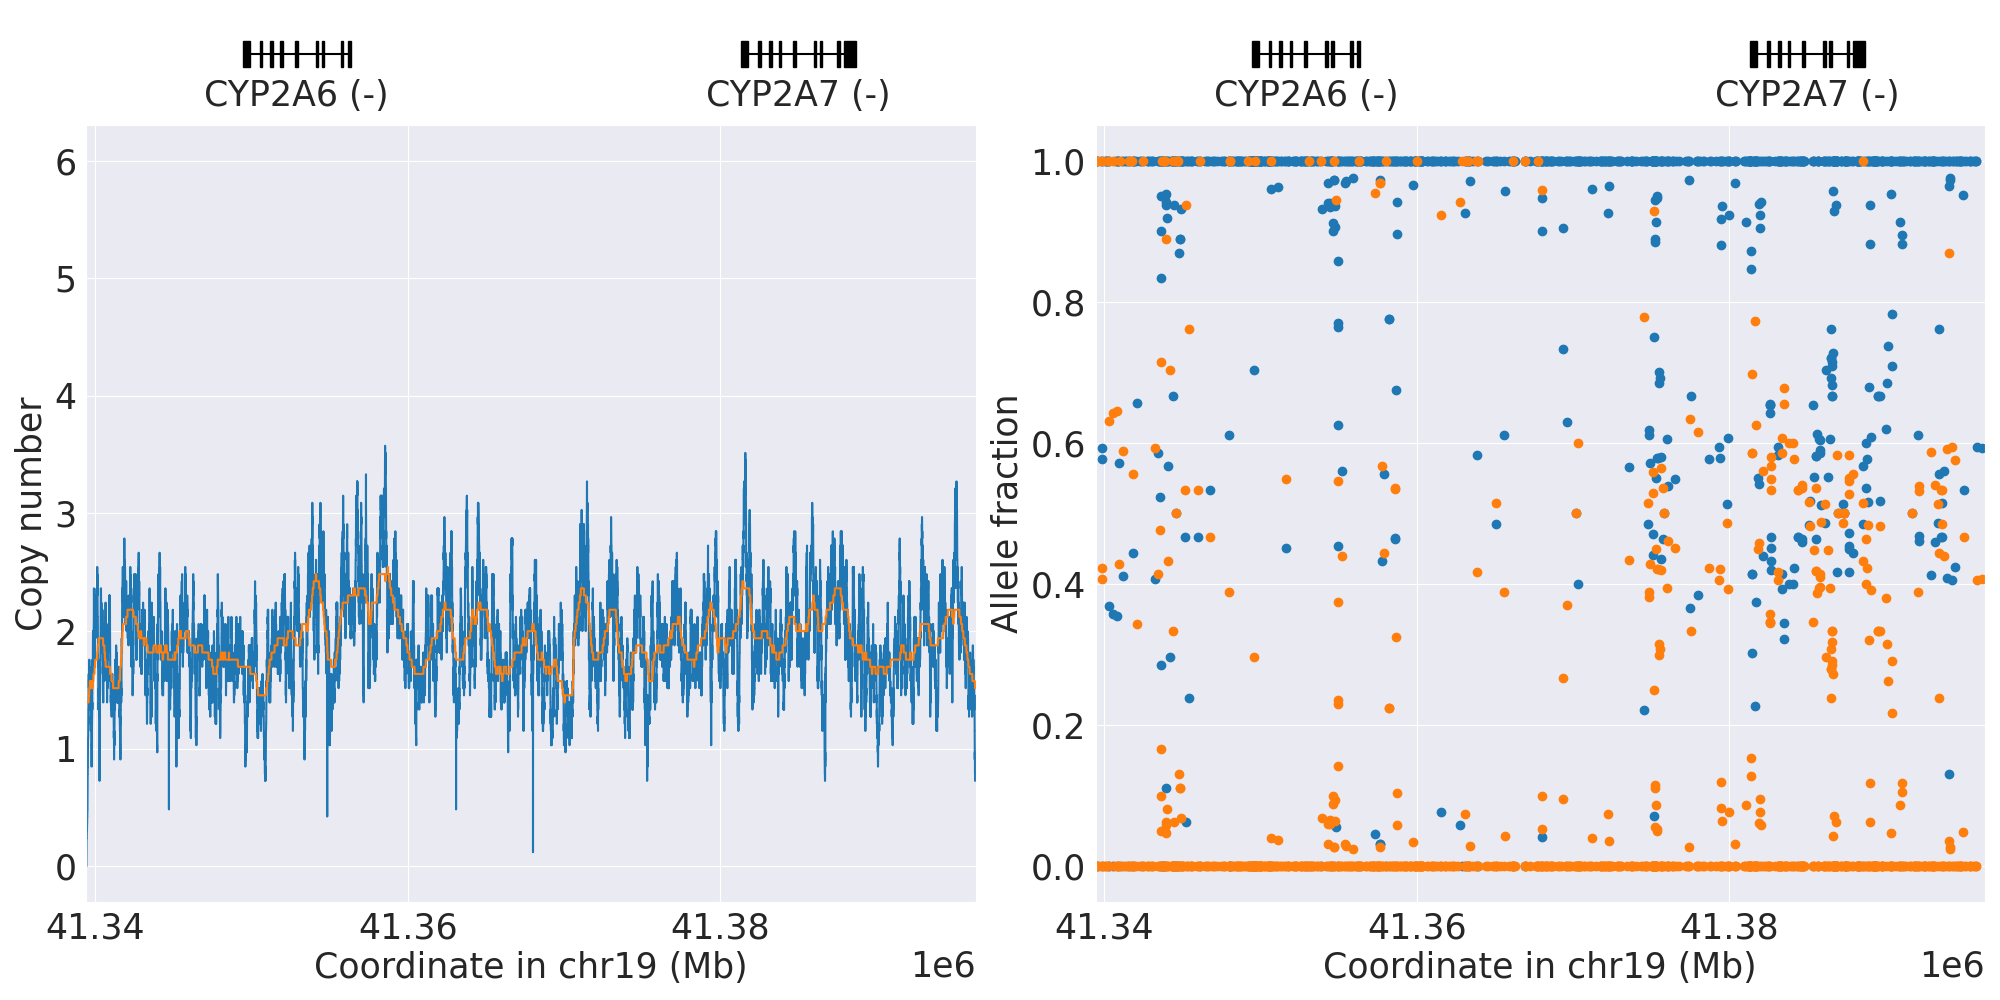 CYP2A6 (-)
CYP2A7 (-)
6
5
4
3
2
1
0
Copy number
41.34
41.36
41.38
Coordinate in chr19 (Mb)
1e6
CYP2A6 (-)
CYP2A7 (-)
1.0
0.8
0.6
0.4
0.2
0.0
Allele fraction
41.34
41.36
41.38
Coordinate in chr19 (Mb)
1e6